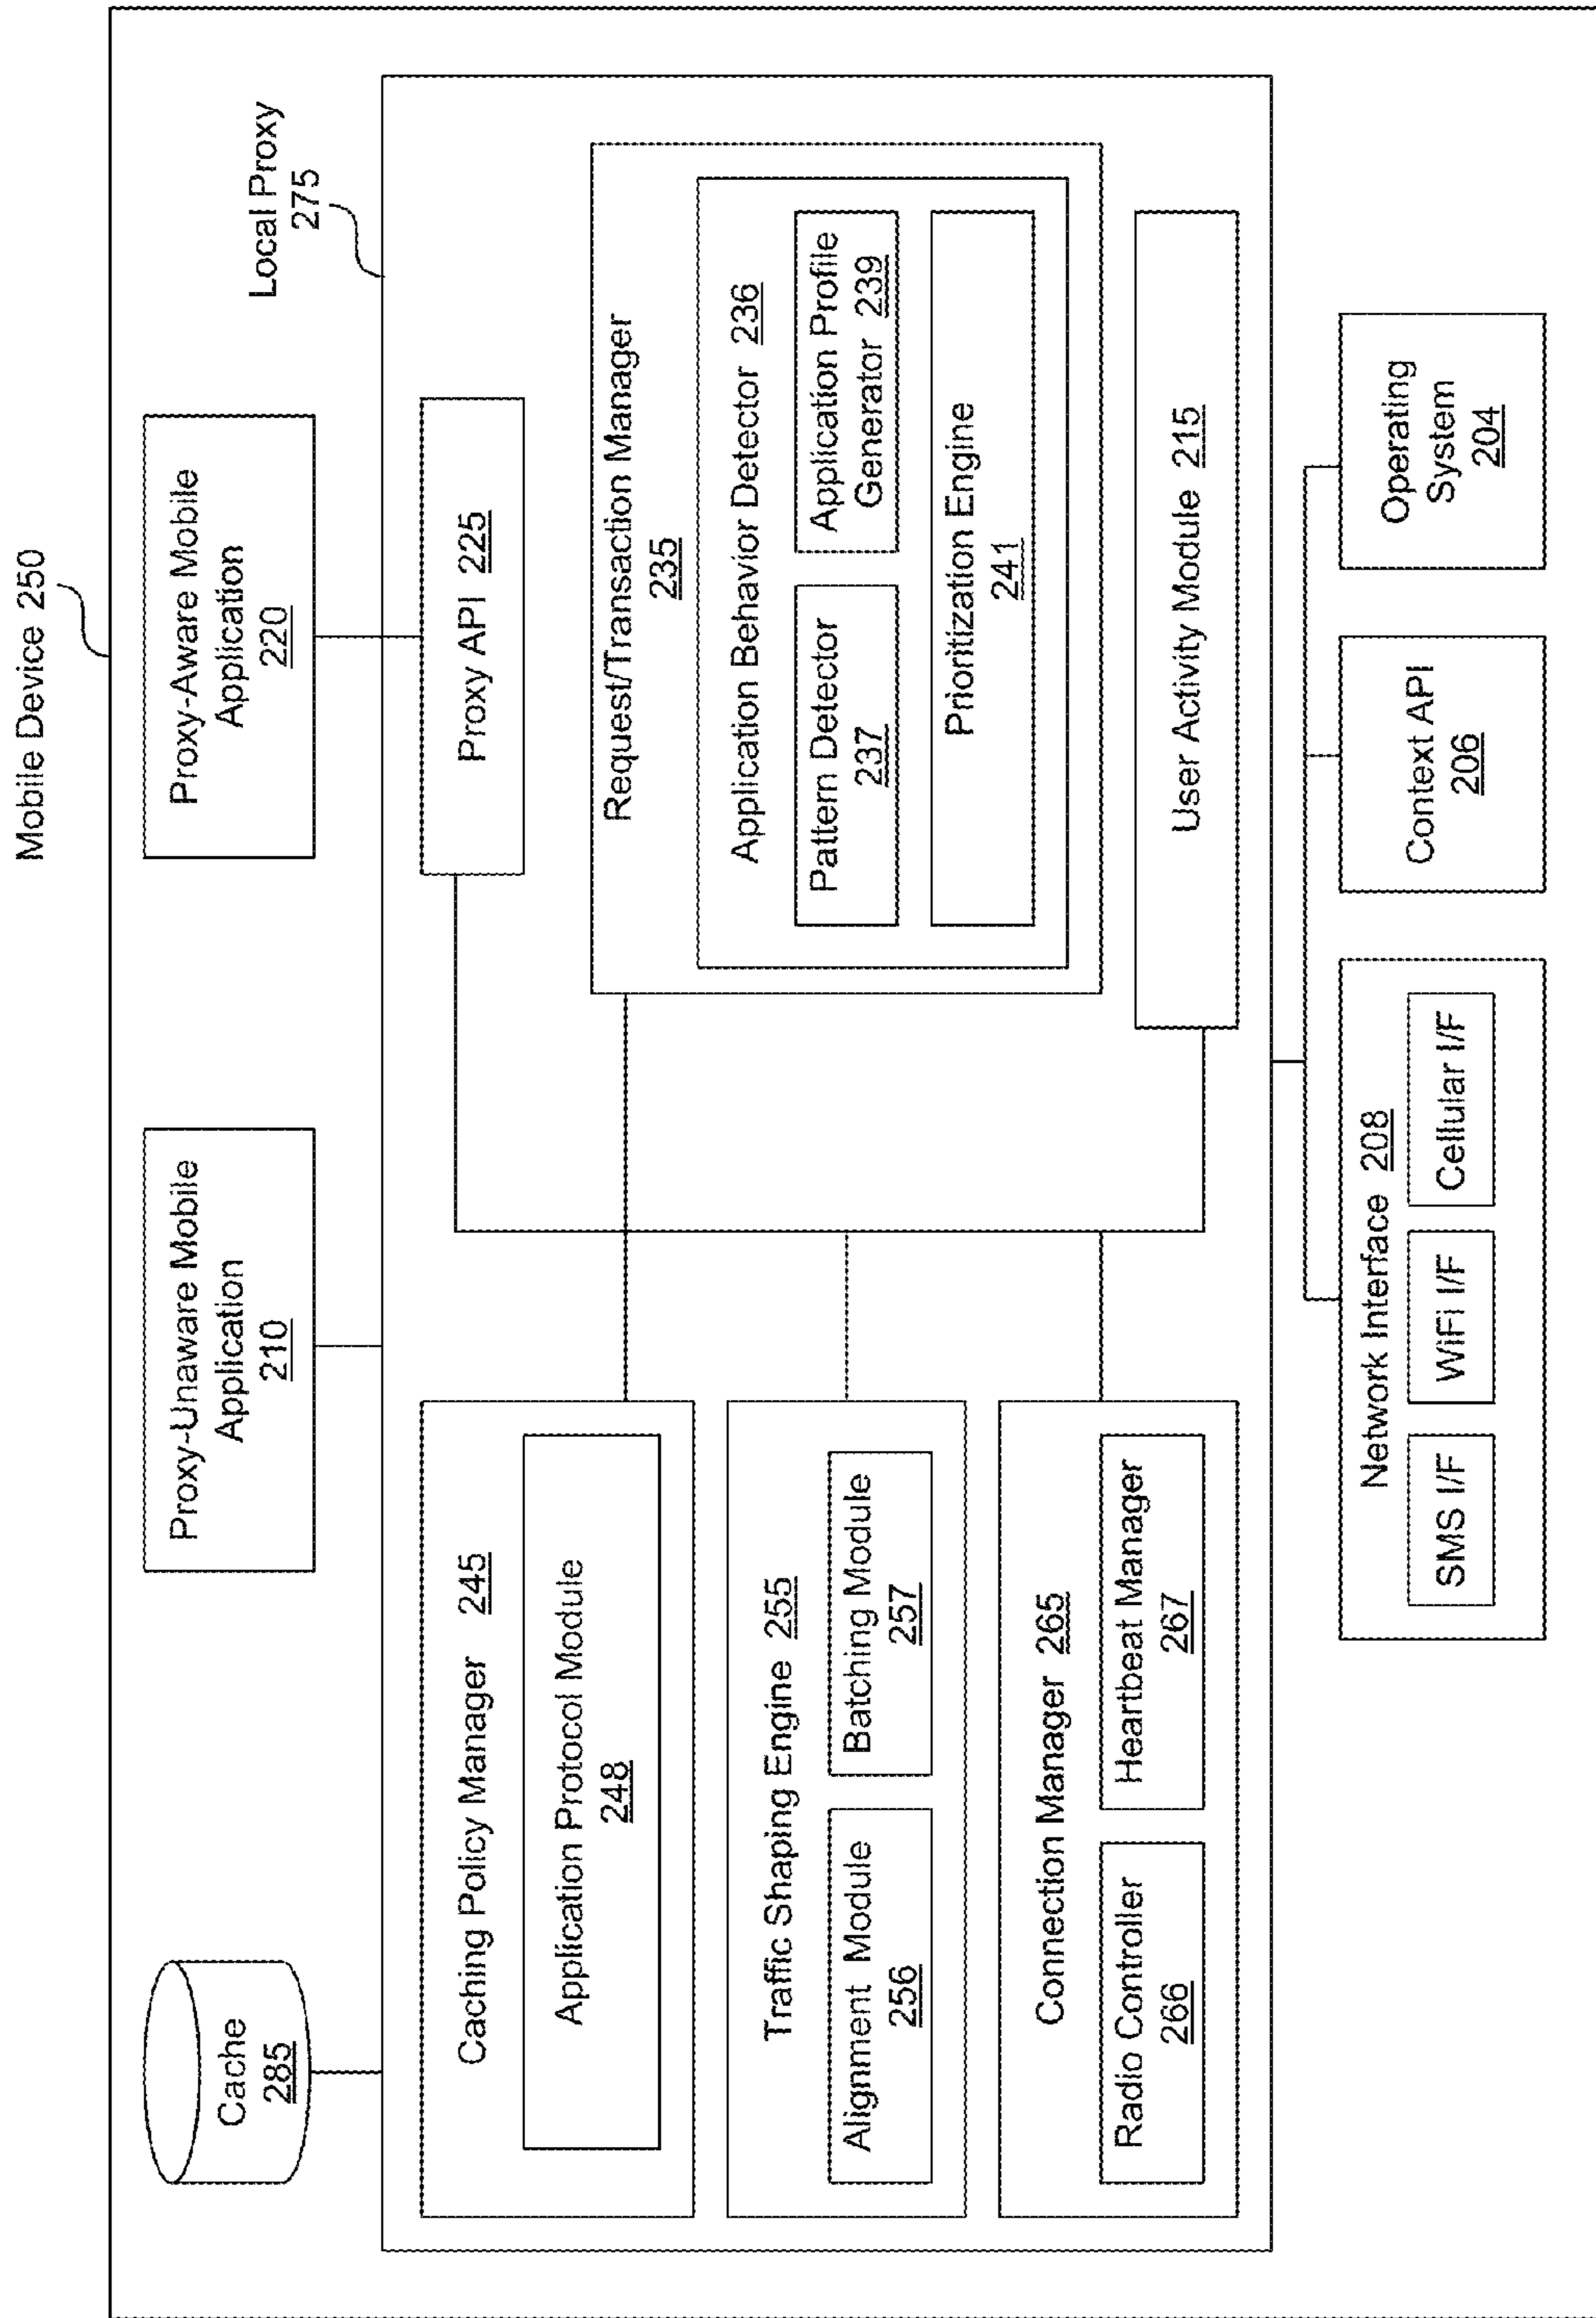 Mobile Device 250
Cache
285
Proxy-Unaware Mobile
Application
210
Proxy-Aware Mobile
Application
220
Local Proxy
275
Caching Policy Manager 245
Application Protocol Module
248
Traffic Shaping Engine 255
Alignment Module
256
Batching Module
257
Connection Manager 265
Radio Controller
266
Heartbeat Manager
267
Proxy API 225
Request/Transaction Manager
235
Application Behavior Detector 236
Pattern Detector
237
Application Profile
Generator 239
Prioritization Engine
241
User Activity Module 215
Network Interface 208
SMS I/F
WiFi I/F
Cellular I/F
Context API
206
Operating
System
204